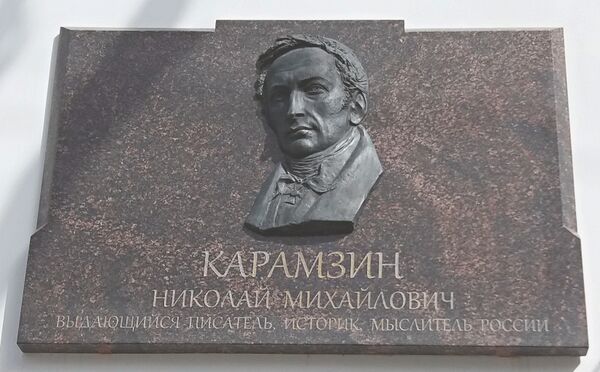 КАРАМЗИН
НИКОЛАЙ МИХАЙЛОВИЧ
ВЫДАЮЩИЙСЯ ПИСАТЕЛЬ, ИСТОРИК, МЫСЛИТЕЛЬ РОССИИ